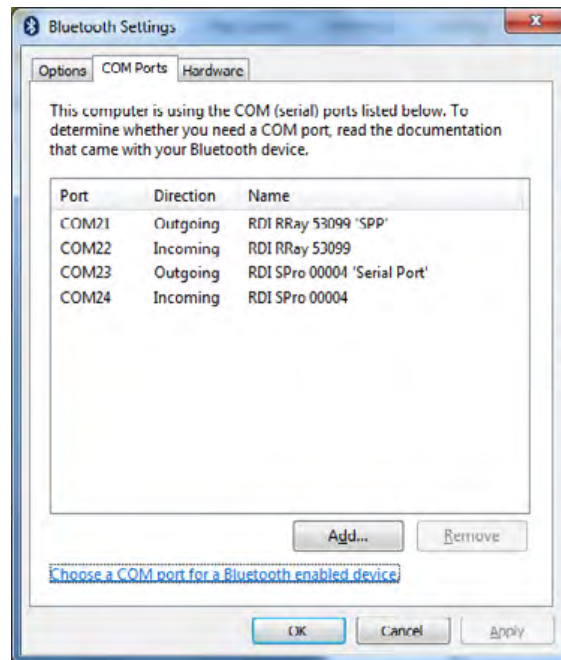 Bluetooth Settings
x
Options COM Ports Hardware
This computer is using the COM (serial) ports listed below. To
determine whether you need a COM port, read the documentation
that came with your Bluetooth device.
Port Direction Name
COM21 Outgoing RDI RRay 53099 'SPP'
COM22 Incoming RDI RRay 53099
COM23 Outgoing RDI SPro 00004 'Serial Port'
COM24 Incoming RDI SPro 00004
Add... Remove
Choose a COM port for a Bluetooth enabled device.
OK Cancel Apply